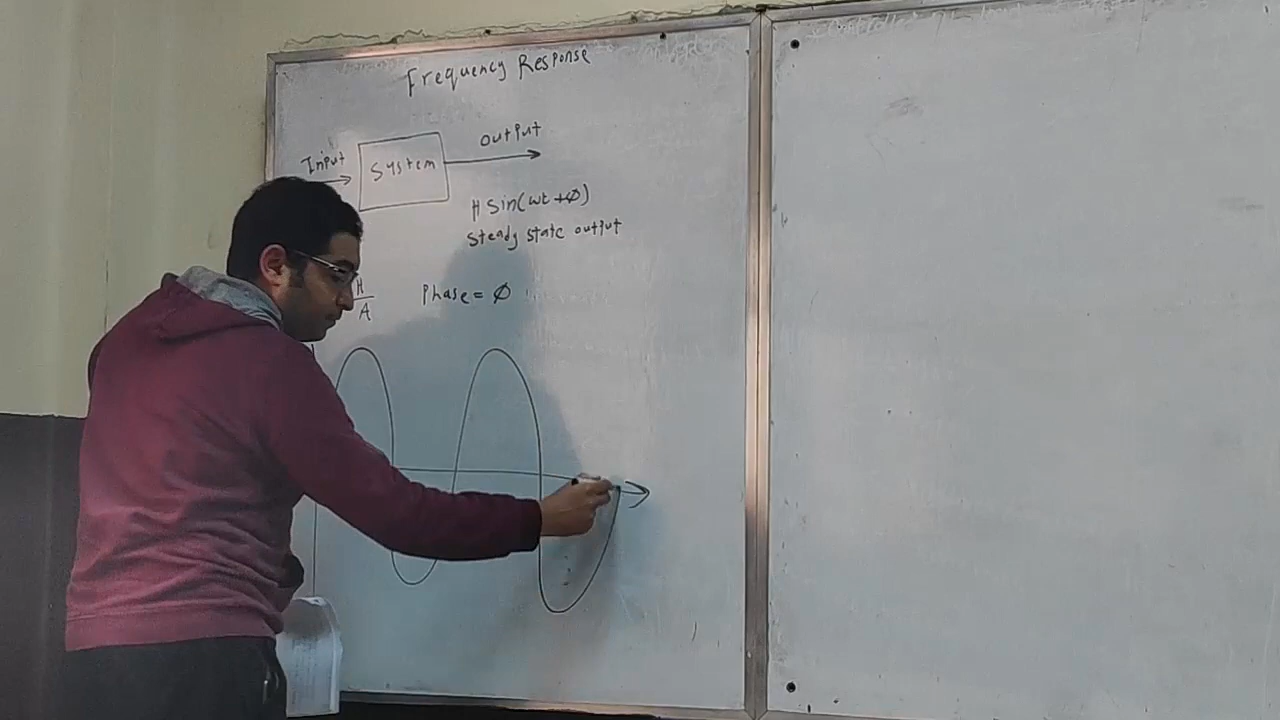 Frequency Response
Input
System
output
H sin(wt +Ø)
Steady state output
H
A
Phase = Ø